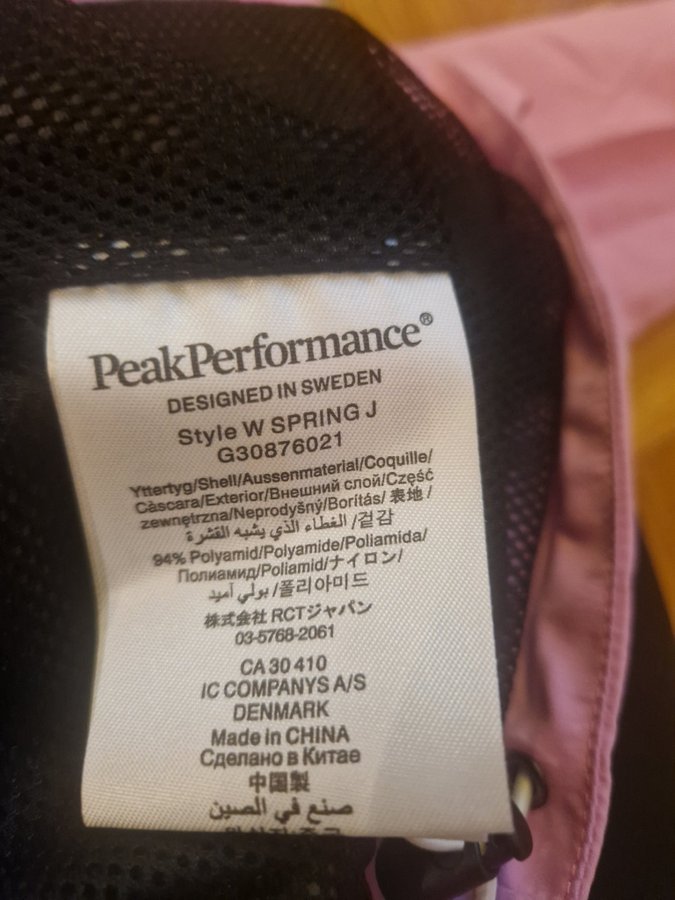 PeakPerformance®
DESIGNED IN SWEDEN
Style W SPRING J
G30876021
Yttertyg/Shell/Aussenmaterial/Coquille/
Càscara/Exterior/Внешний слой/Część
zewnętrzna/Neprodyšný/Borítás/ 表地 /
الغطاء الذي يشبه القشرة /겉감
94% Polyamid/Polyamide/Poliamida/
Полиамид/Poliamid/ナイロン/
بولي أميد /폴리아미드
株式会社 RCTジャパン
03-5768-2061
CA 30 410
IC COMPANYS A/S
DENMARK
Made in CHINA
Сделано в Китае
中国製
صنع في الصين